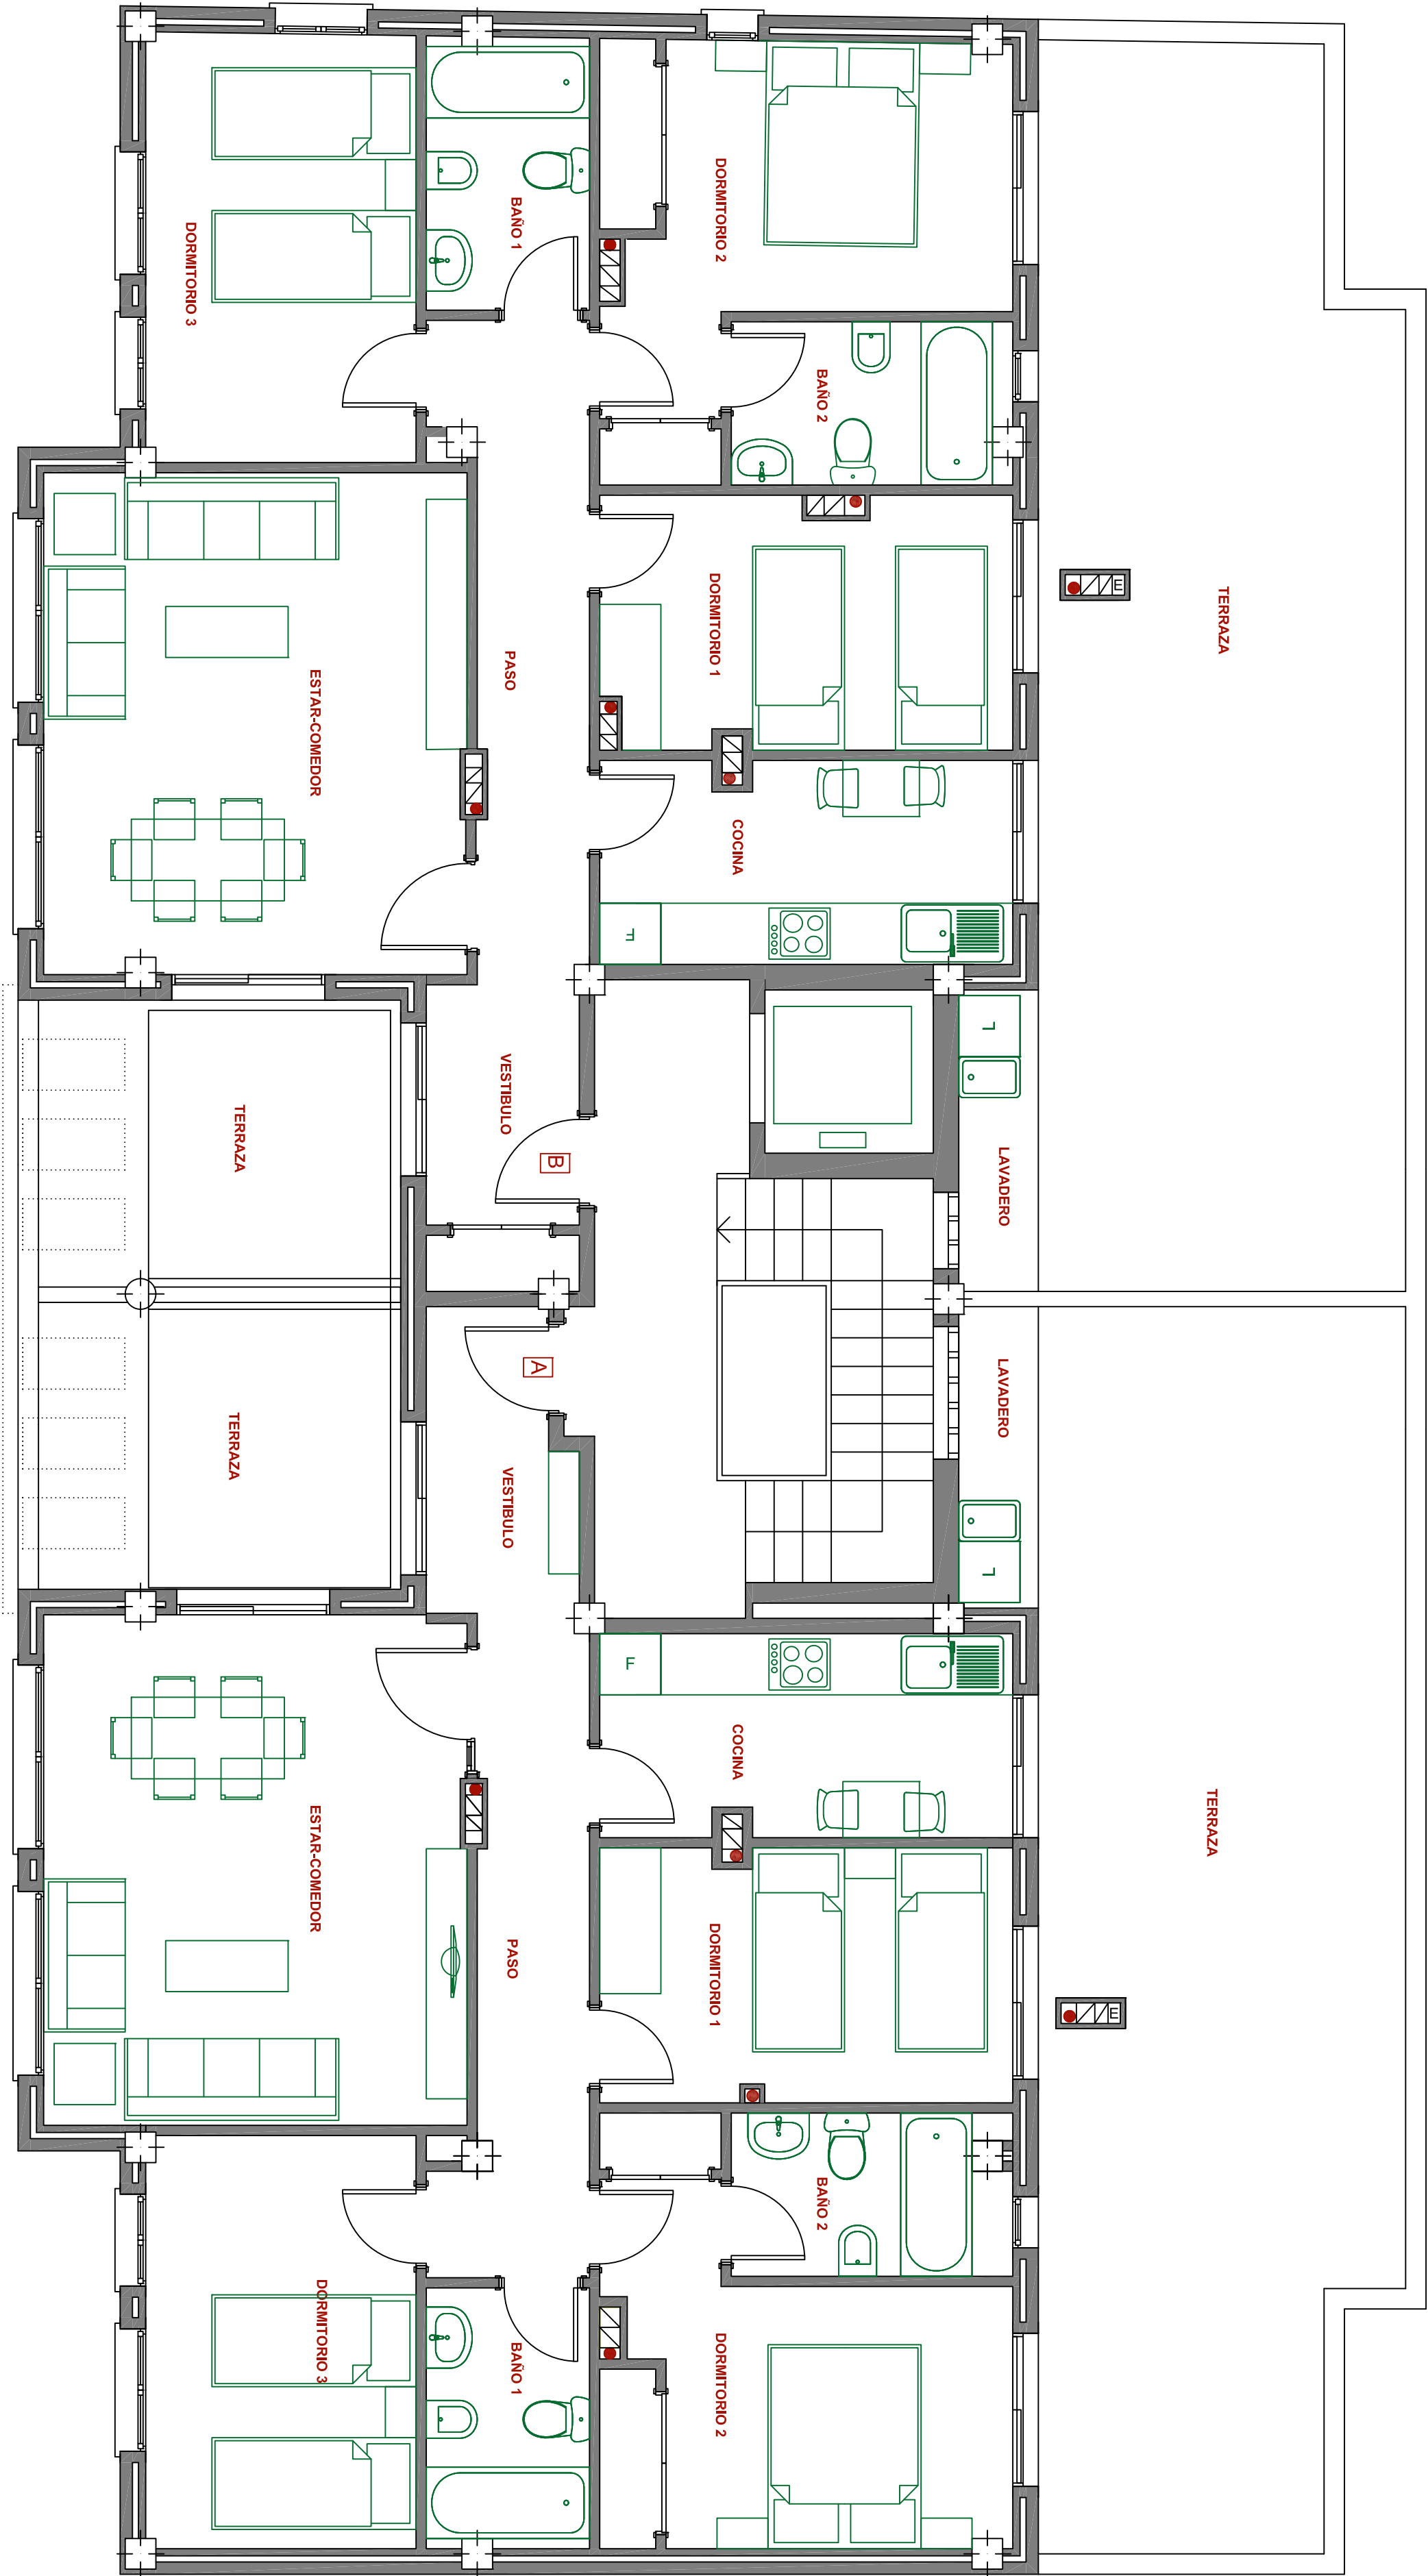 DORMITORIO 2
BAÑO 1
DORMITORIO 3
BAÑO 2
DORMITORIO 1
E
TERRAZA
PASO
ESTAR-COMEDOR
COCINA
F
L
VESTIBULO
TERRAZA
B
LAVADERO
A
LAVADERO
TERRAZA
VESTIBULO
L
F
COCINA
TERRAZA
ESTAR-COMEDOR
PASO
DORMITORIO 1
E
BAÑO 2
DORMITORIO 3
BAÑO 1
DORMITORIO 2